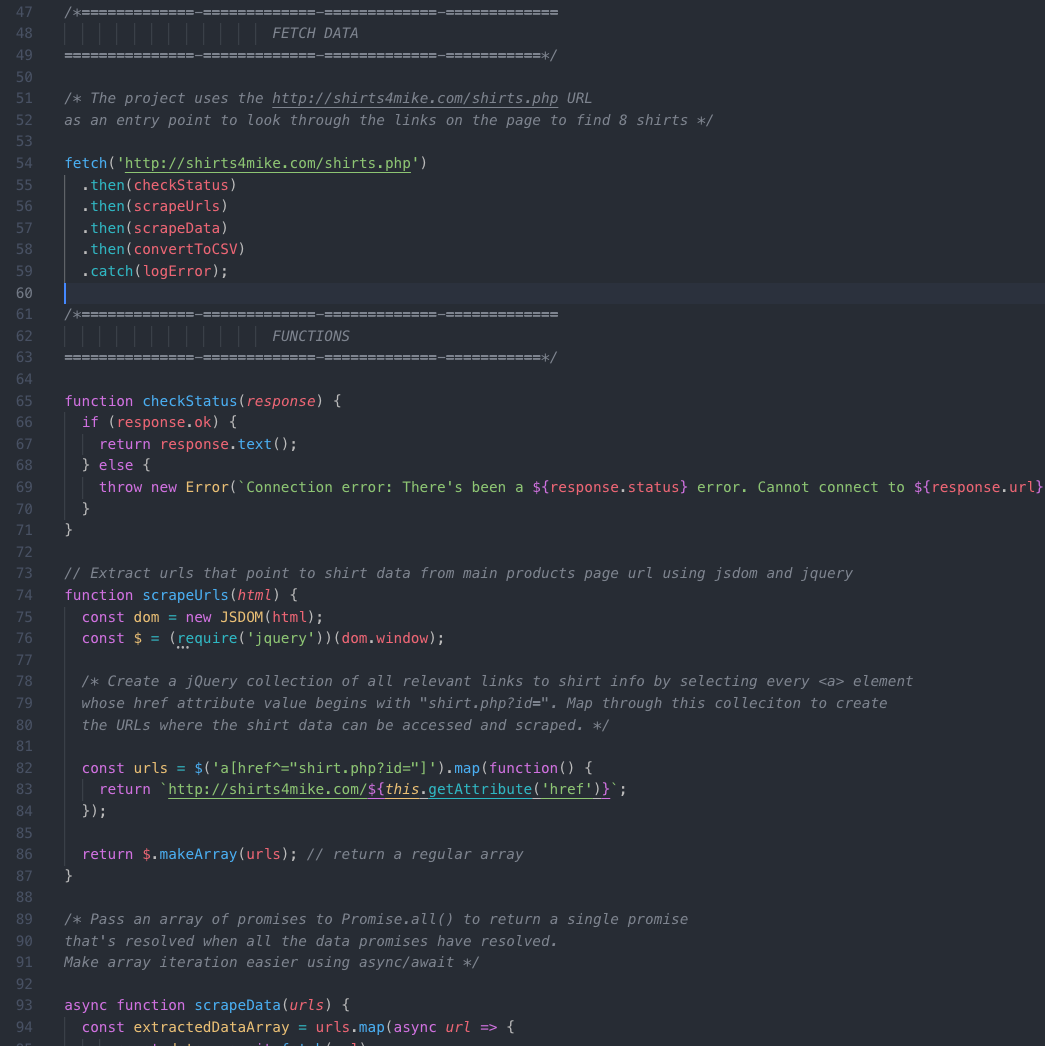 47 /*=============-=============-=============-=============
48 FETCH DATA
49 ===============-=============-=============-===========*/
50
51 /* The project uses the http://shirts4mike.com/shirts.php URL
52 as an entry point to look through the links on the page to find 8 shirts */
53
54 fetch('http://shirts4mike.com/shirts.php')
55 .then(checkStatus)
56 .then(scrapeUrls)
57 .then(scrapeData)
58 .then(convertToCSV)
59 .catch(logError);
60
61 /*=============-=============-=============-=============
62 FUNCTIONS
63 ===============-=============-=============-===========*/
64
65 function checkStatus(response) {
66 if (response.ok) {
67 return response.text();
68 } else {
69 throw new Error(`Connection error: There's been a ${response.status} error. Cannot connect to ${response.url}
70 }
71 }
72
73 // Extract urls that point to shirt data from main products page url using jsdom and jquery
74 function scrapeUrls(html) {
75 const dom = new JSDOM(html);
76 const $ = (require('jquery'))(dom.window);
77
78 /* Create a jQuery collection of all relevant links to shirt info by selecting every <a> element
79 whose href attribute value begins with "shirt.php?id=". Map through this colleciton to create
80 the URLs where the shirt data can be accessed and scraped. */
81
82 const urls = $('a[href^="shirt.php?id="]').map(function() {
83 return `http://shirts4mike.com/${this.getAttribute('href')}`;
84 });
85
86 return $.makeArray(urls); // return a regular array
87 }
88
89 /* Pass an array of promises to Promise.all() to return a single promise
90 that's resolved when all the data promises have resolved.
91 Make array iteration easier using async/await */
92
93 async function scrapeData(urls) {
94 const extractedDataArray = urls.map(async url => {